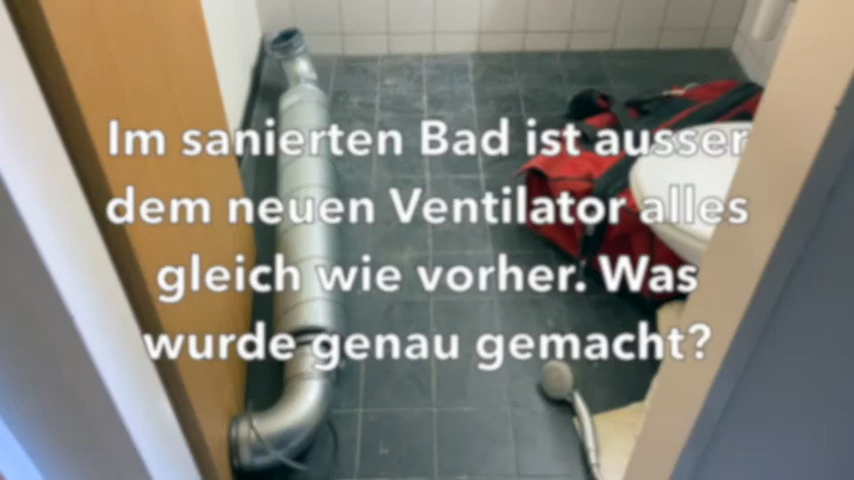 Im sanierten Bad ist ausser
dem neuen Ventilator alles
gleich wie vorher. Was
wurde genau gemacht?